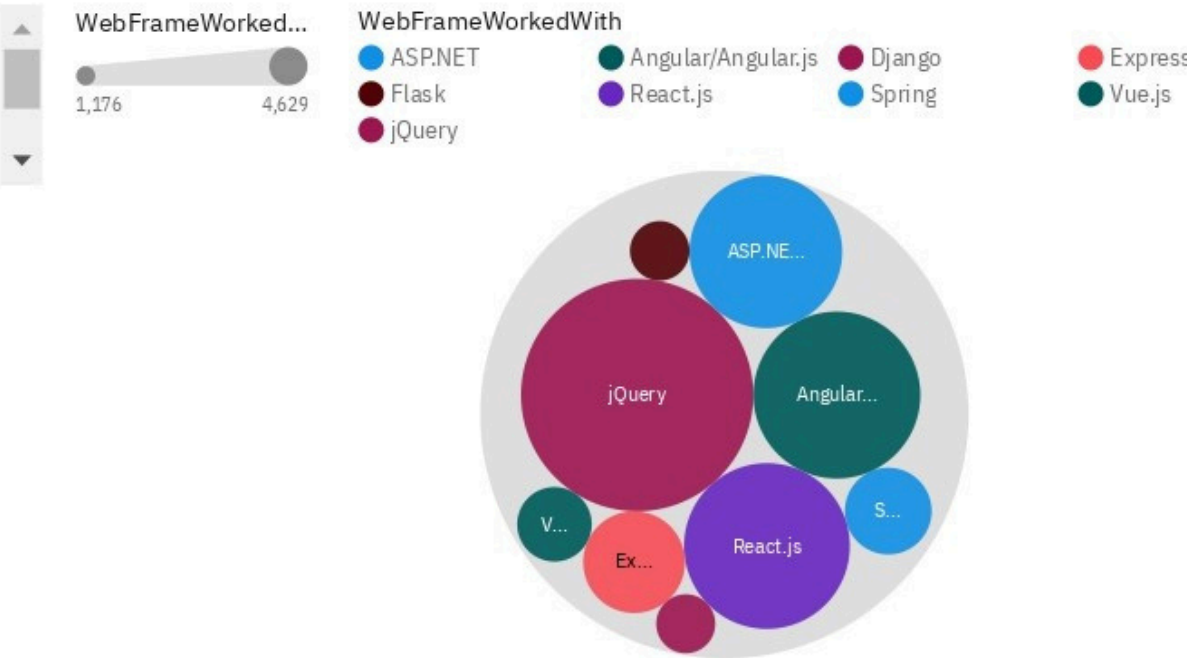 WebFrameWorked...
1,176 4,629
WebFrameWorkedWith
ASP.NET Angular/Angular.js Django Express
Flask React.js Spring Vue.js
jQuery
ASP.NE...
jQuery Angular...
S...
V...
React.js
Ex...